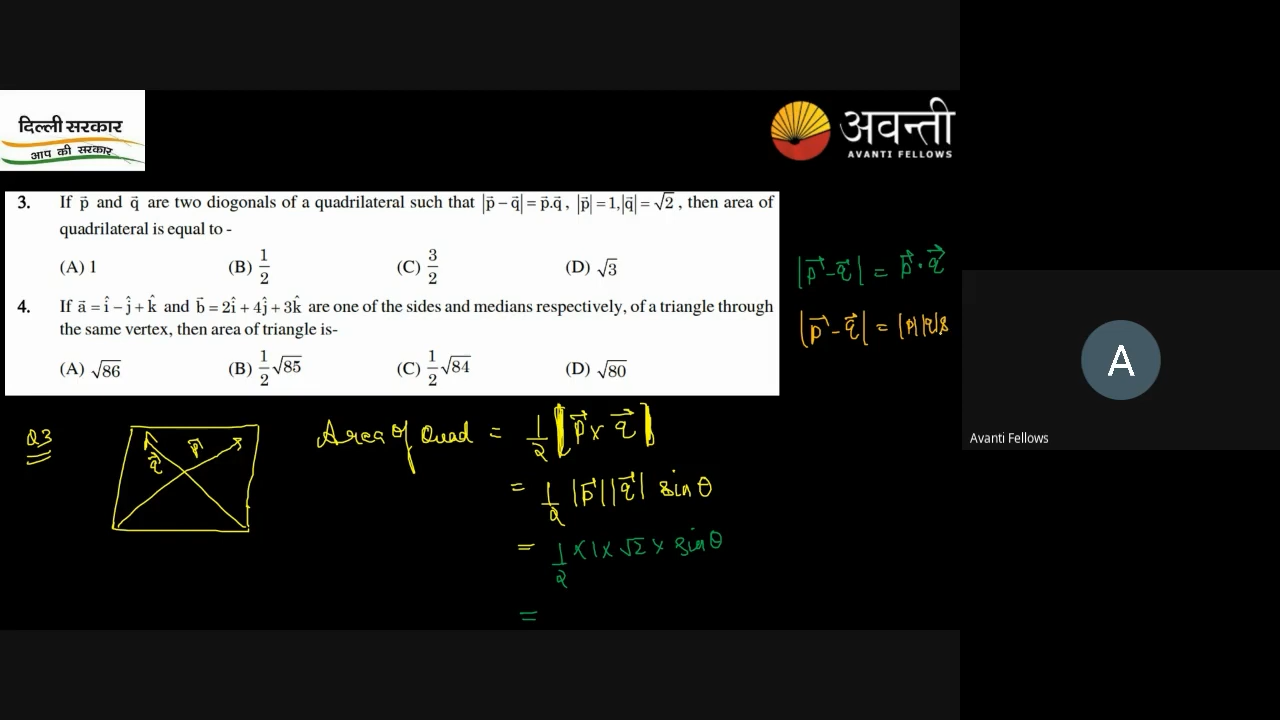 दिल्ली सरकार
आप की सरकार
अवन्ती
AVANTI FELLOWS
3. If p⃗ and q⃗ are two diogonals of a quadrilateral such that |p⃗ − q⃗| = p⃗.q⃗, |p⃗| = 1, |q⃗| = √2, then area of
quadrilateral is equal to -
(A) 1 (B) 1/2 (C) 3/2 (D) √3
4. If a⃗ = î − ĵ + k̂ and b⃗ = 2î + 4ĵ + 3k̂ are one of the sides and medians respectively, of a triangle through
the same vertex, then area of triangle is-
(A) √86 (B) 1/2 √85 (C) 1/2 √84 (D) √80
|p⃗ − q⃗| = p⃗ · q⃗
|p⃗ − q⃗| = |p||q|
Q3
q⃗ p⃗
Area of Quad = 1/2 |p⃗ × q⃗|
= 1/2 |p⃗||q⃗| sin θ
= 1/2 × 1 × √2 × sin θ
=
A
Avanti Fellows